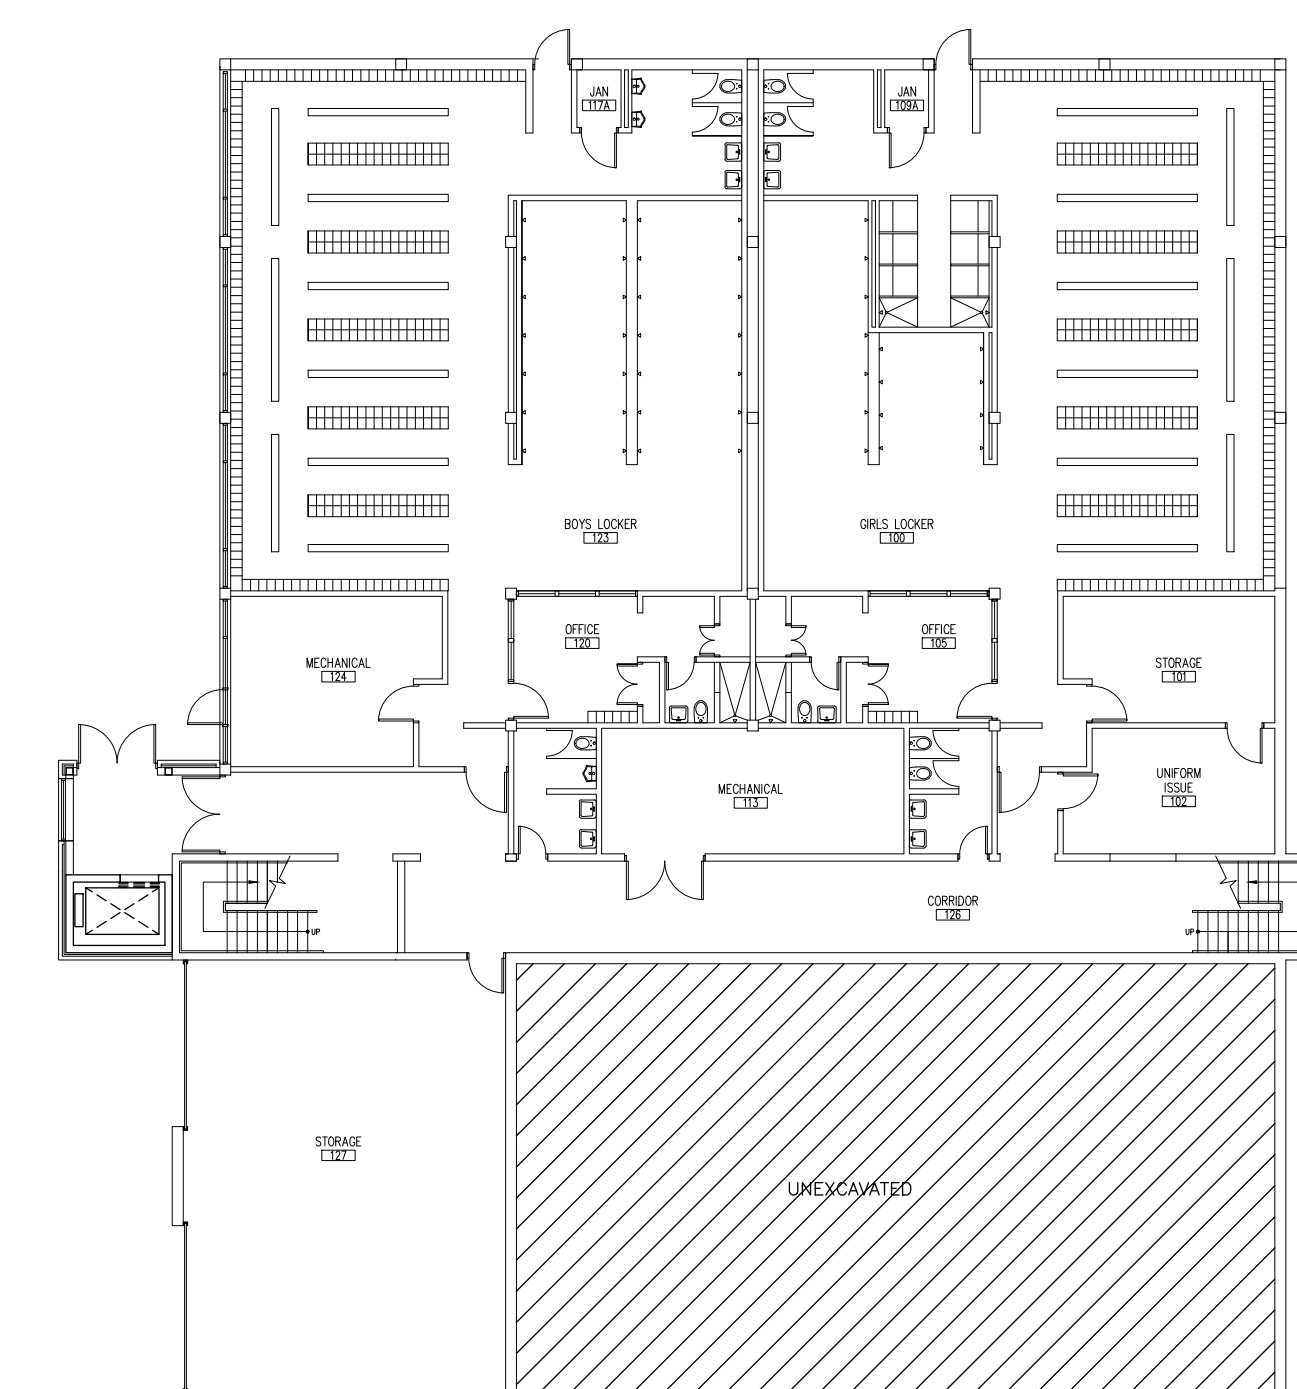 JAN
117A
JAN
109A
BOYS LOCKER
123
GIRLS LOCKER
100
OFFICE
120
OFFICE
105
MECHANICAL
124
STORAGE
101
MECHANICAL
113
UNIFORM
ISSUE
102
CORRIDOR
126
UP
UP
STORAGE
127
UNEXCAVATED